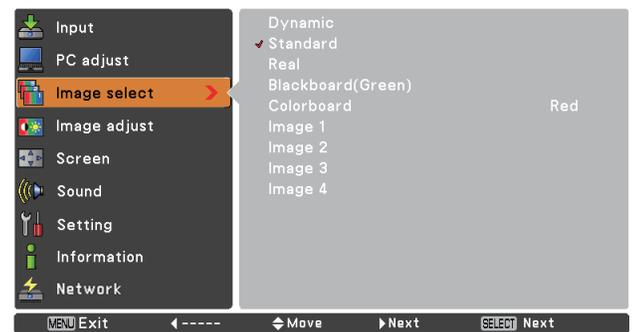 Input
PC adjust
Image select
Image adjust
Screen
Sound
Setting
Information
Network
Dynamic
Standard
Real
Blackboard(Green)
Colorboard Red
Image 1
Image 2
Image 3
Image 4
MENU Exit ----- Move Next SELECT Next